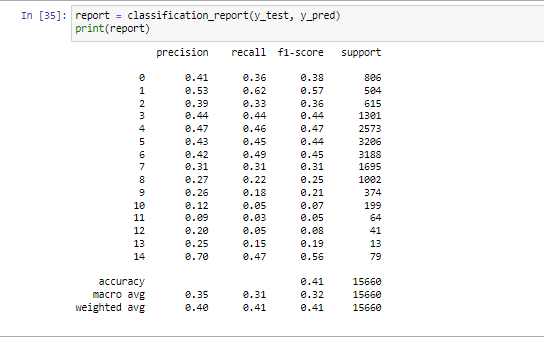 In [35]: report = classification_report(y_test, y_pred)
print(report)
precision recall f1-score support
0 0.41 0.36 0.38 806
1 0.53 0.62 0.57 504
2 0.39 0.33 0.36 615
3 0.44 0.44 0.44 1301
4 0.47 0.46 0.47 2573
5 0.43 0.45 0.44 3206
6 0.42 0.49 0.45 3188
7 0.31 0.31 0.31 1695
8 0.27 0.22 0.25 1002
9 0.26 0.18 0.21 374
10 0.12 0.05 0.07 199
11 0.09 0.03 0.05 64
12 0.20 0.05 0.08 41
13 0.25 0.15 0.19 13
14 0.70 0.47 0.56 79
accuracy 0.41 15660
macro avg 0.35 0.31 0.32 15660
weighted avg 0.40 0.41 0.41 15660